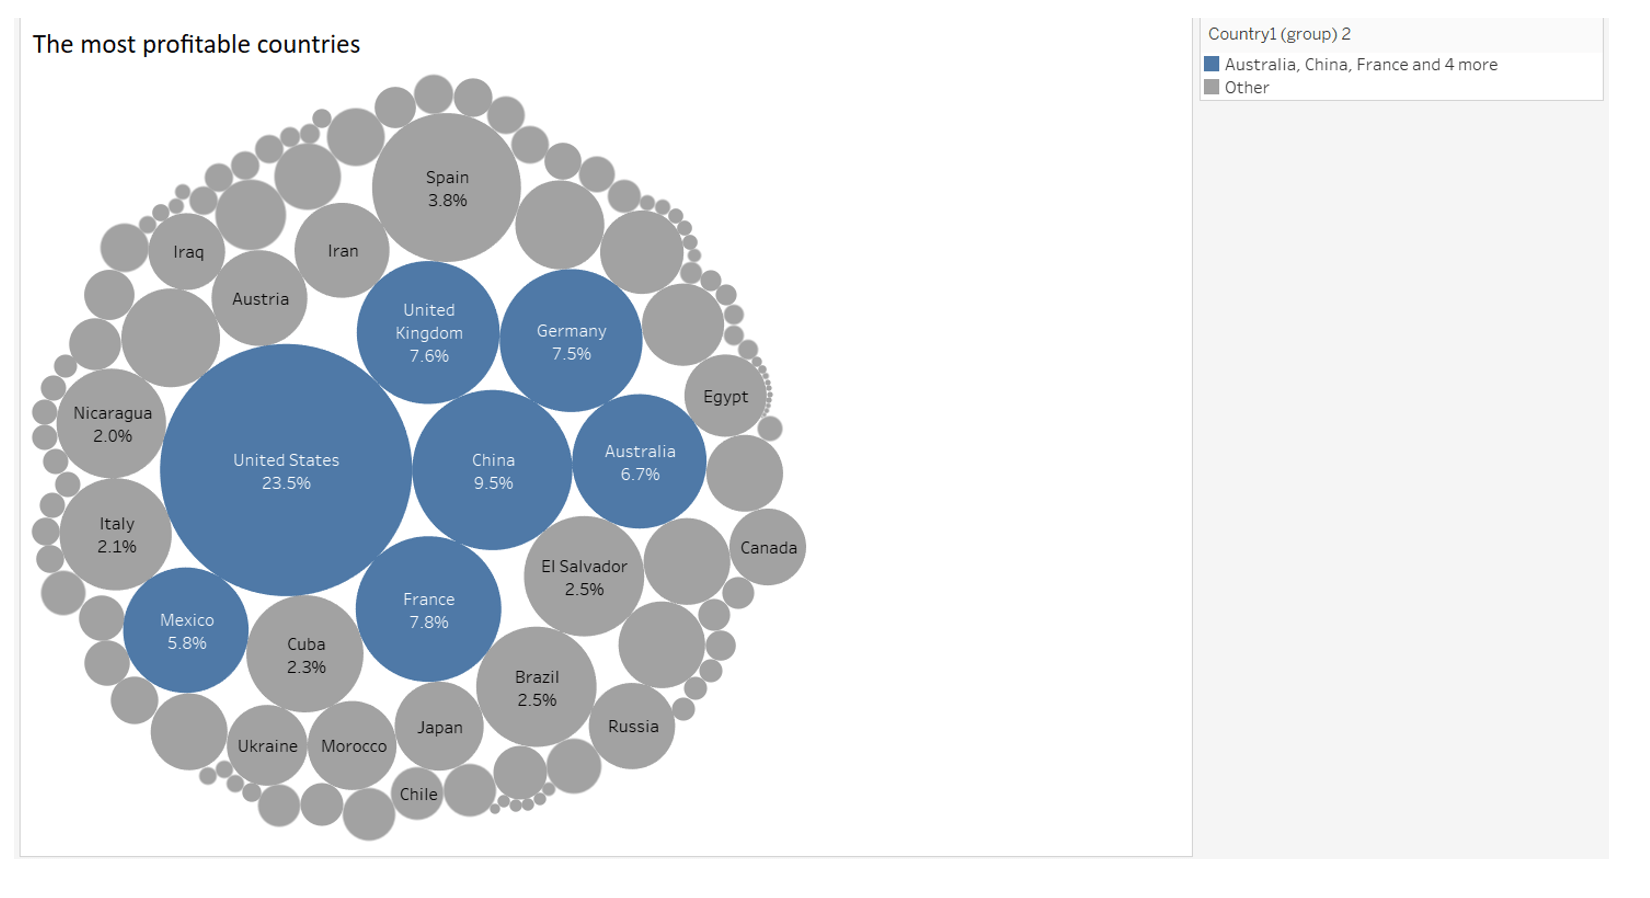 The most profitable countries
Country1 (group) 2
Australia, China, France and 4 more
Other
Spain
3.8%
Iraq
Iran
Austria
United
Kingdom
7.6%
Germany
7.5%
Nicaragua
2.0%
Egypt
United States
23.5%
China
9.5%
Australia
6.7%
Italy
2.1%
Canada
El Salvador
2.5%
Mexico
5.8%
France
7.8%
Cuba
2.3%
Brazil
2.5%
Ukraine
Morocco
Japan
Russia
Chile